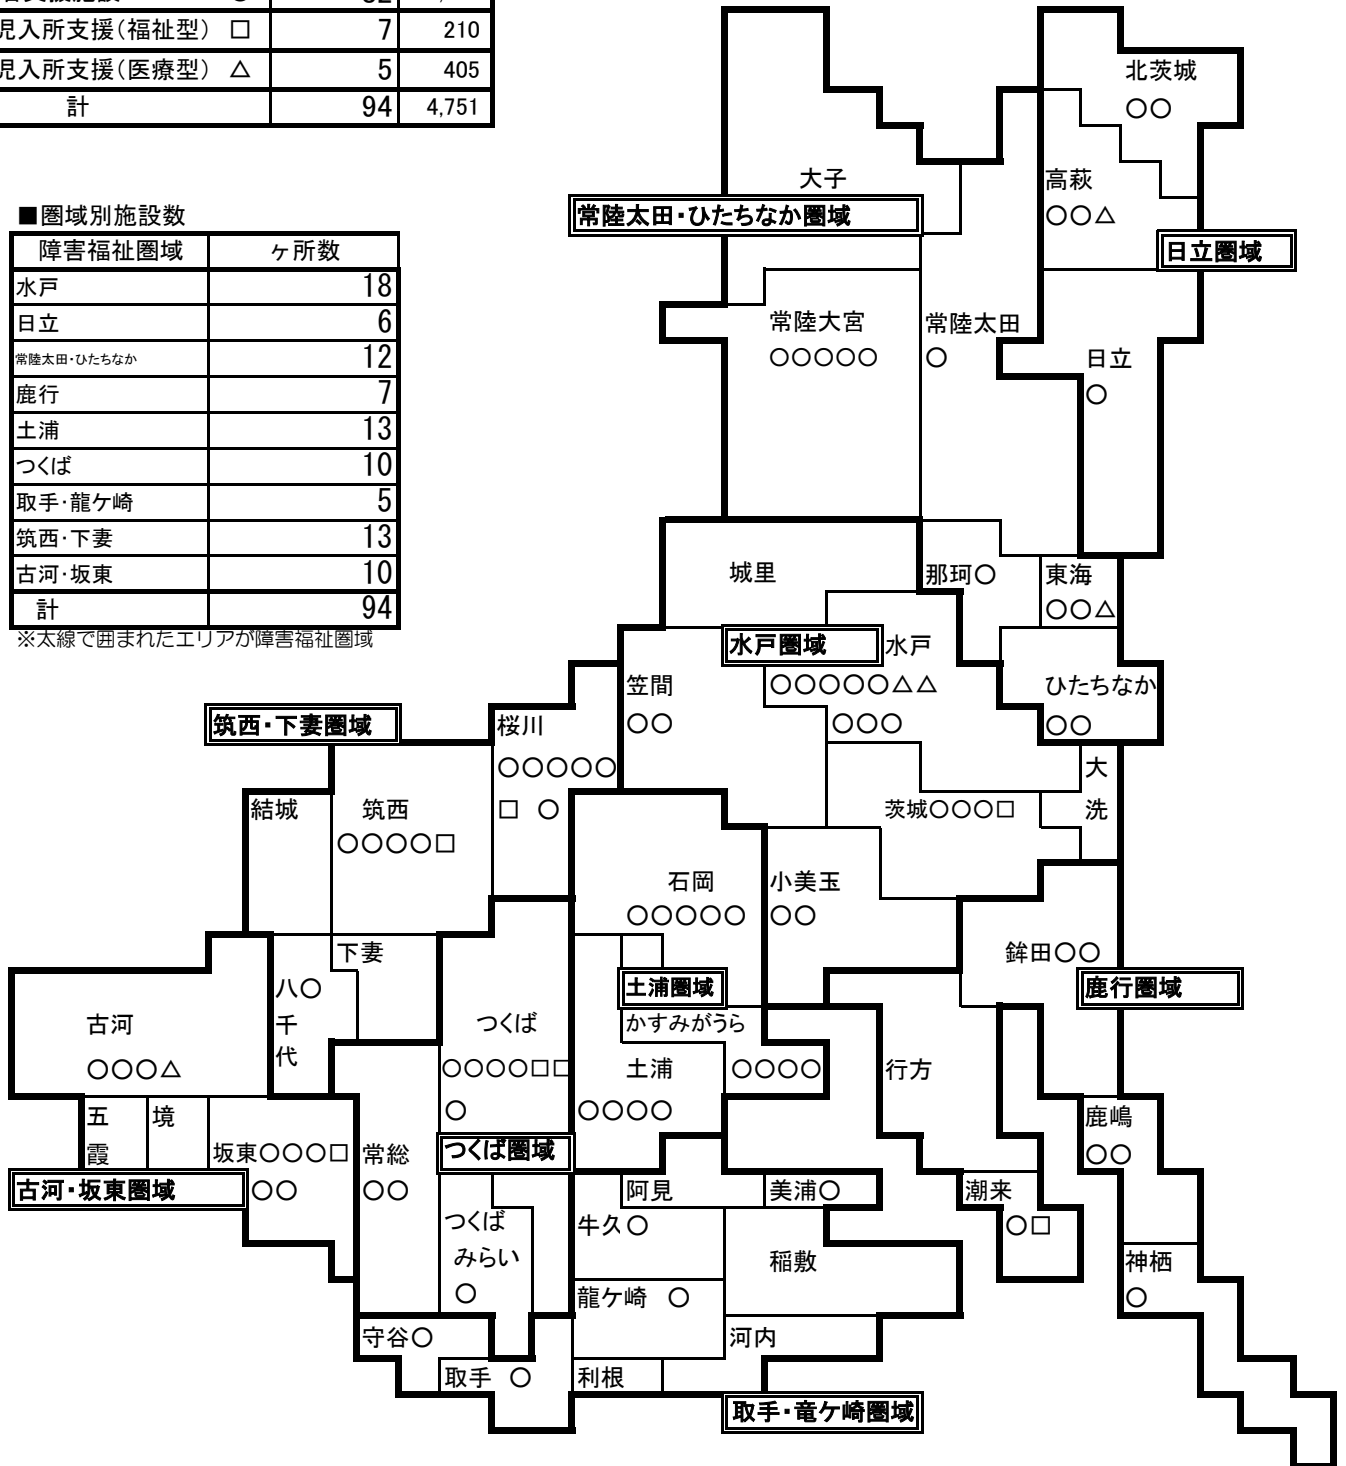 児入所支援(福祉型) □ 7 210
児入所支援(医療型) △ 5 405
計 94 4,751
■圏域別施設数
障害福祉圏域 ヶ所数
水戸 18
日立 6
常陸太田・ひたちなか 12
鹿行 7
土浦 13
つくば 10
取手・龍ケ崎 5
筑西・下妻 13
古河・坂東 10
計 94
※太線で囲まれたエリアが障害福祉圏域
北茨城
○○
大子
高萩
○○△
常陸太田・ひたちなか圏域
日立圏域
常陸大宮
○○○○○
常陸太田
○
日立
○
城里
那珂○
東海
○○△
水戸圏域
水戸
○○○○○△△
○○○
笠間
○○
ひたちなか
○○
筑西・下妻圏域
桜川
○○○○○
□ ○
大
洗
結城
筑西
○○○○□
茨城○○○□
石岡
○○○○○
小美玉
○○
下妻
鉾田○○
八○
千
代
土浦圏域
鹿行圏域
古河
○○○△
つくば
○○○○□□
○
かすみがうら
○○○○
土浦
○○○○
行方
五
霞
境
坂東○○○□
○○
常総
○○
つくば圏域
鹿嶋
○○
古河・坂東圏域
阿見
美浦○
潮来
○□
つくば
みらい
○
牛久○
稲敷
神栖
○
龍ケ崎 ○
守谷○
河内
取手 ○
利根
取手・竜ケ崎圏域